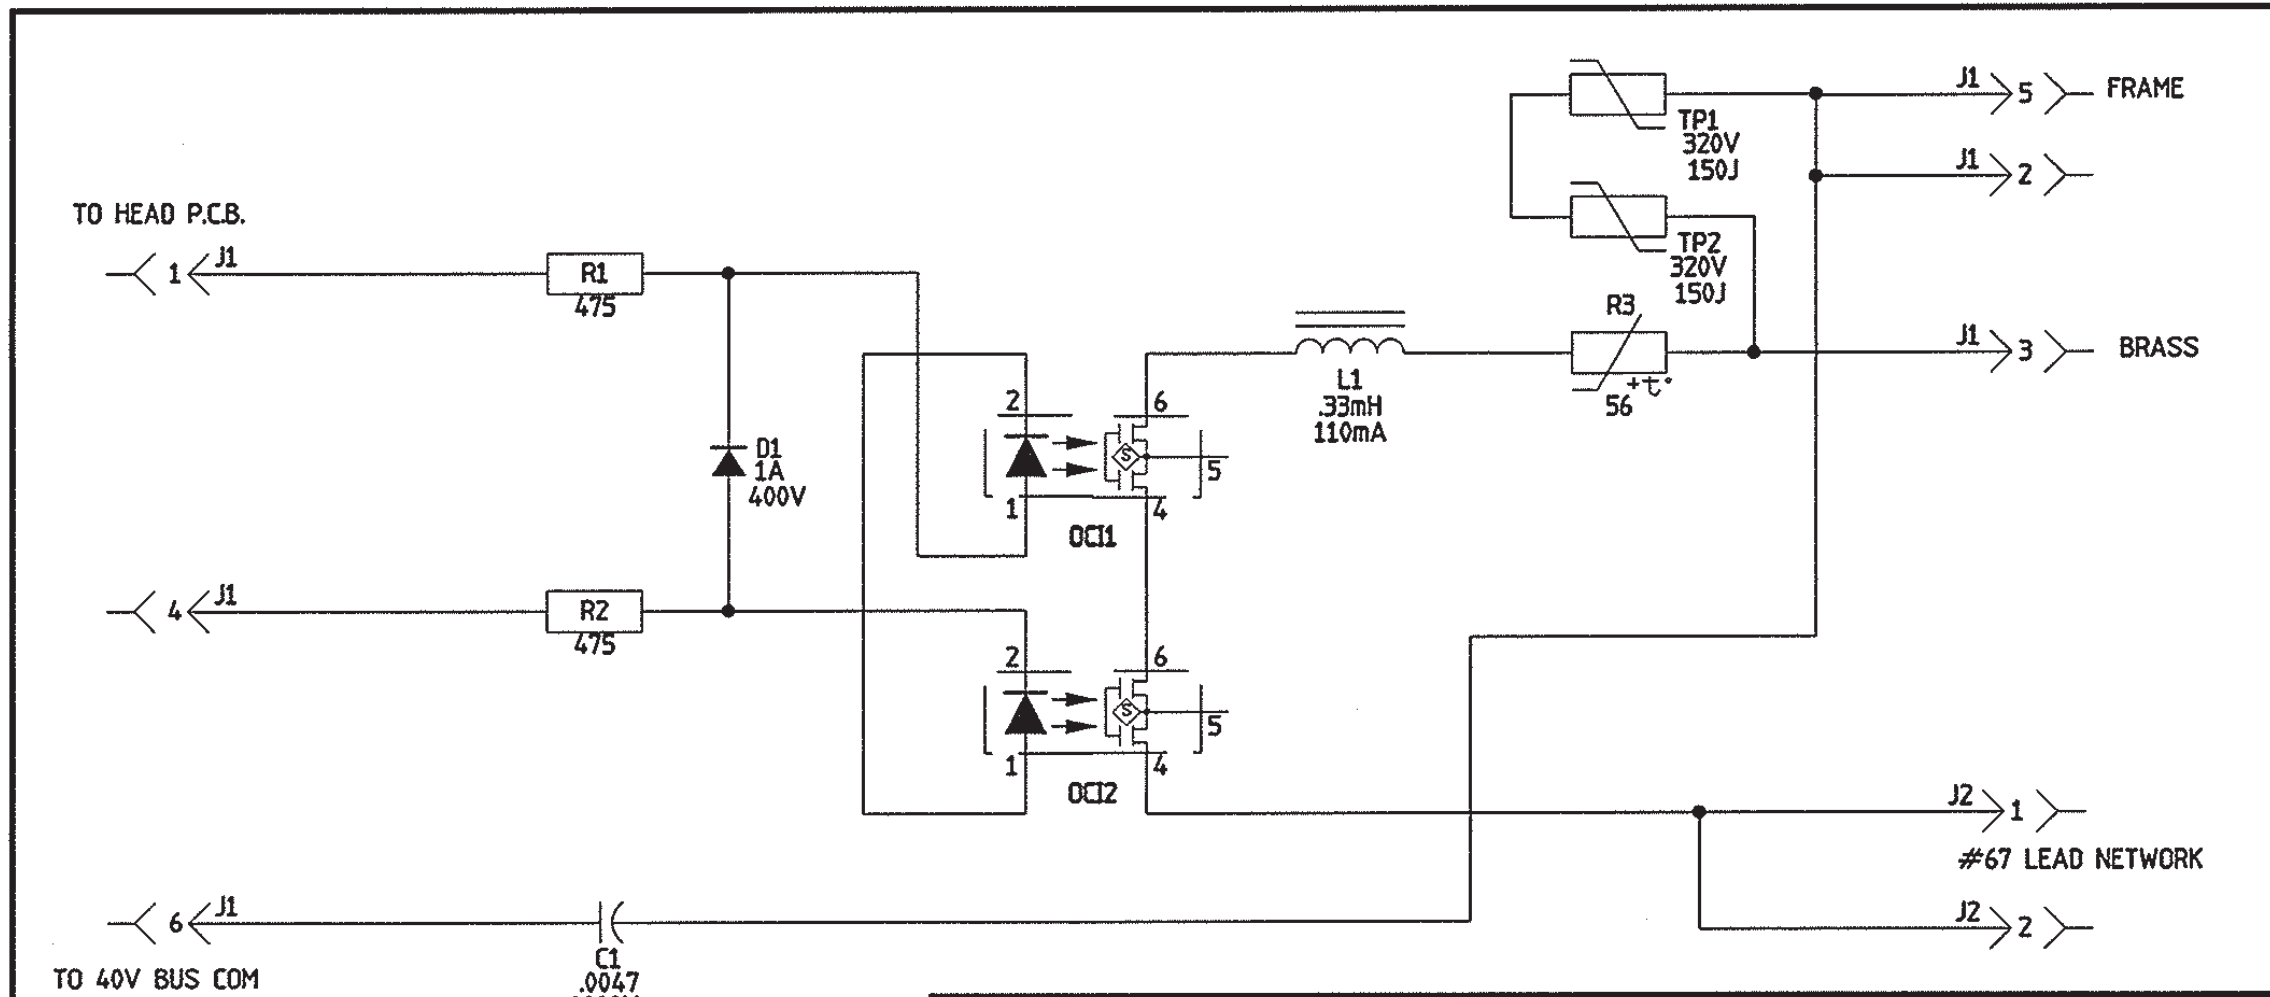 J1 5 FRAME
TP1
320V
150J
J1 2
TO HEAD P.C.B.
TP2
320V
150J
1 J1
R1
475
R3
J1 3 BRASS
+t°
56
L1
.33mH
110mA
2 6
D1
1A
400V
S
5
1 4
OCI1
4 J1
R2
475
2 6
S
5
1 4
OCI2
J2 1
#67 LEAD NETWORK
6 J1
J2 2
C1
.0047
TO 40V BUS COM